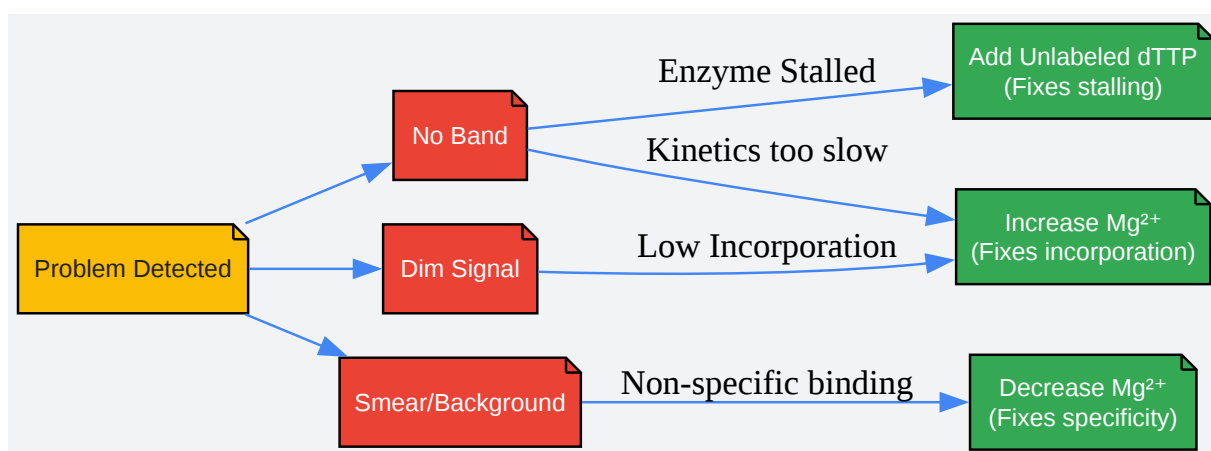 Problem Detected
No Band
Dim Signal
Smear/Background
Enzyme Stalled
Kinetics too slow
Low Incorporation
Non-specific binding
Add Unlabeled dTTP
(Fixes stalling)
Increase Mg²⁺
(Fixes incorporation)
Decrease Mg²⁺
(Fixes specificity)